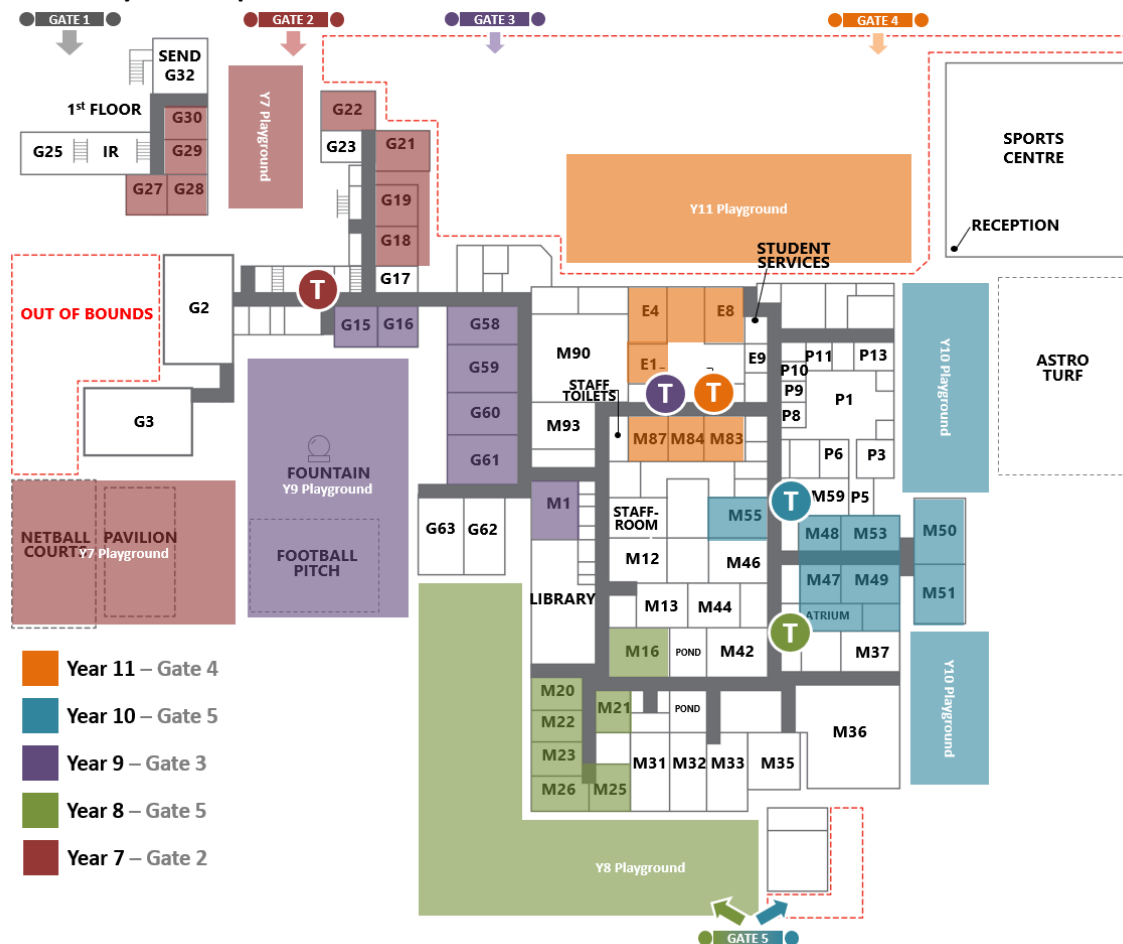 GATE 1
GATE 2
GATE 3
GATE 4
SEND
G32
1st FLOOR
G30
G25
IR
G29
G27
G28
Y7 Playground
G22
G23
G21
G19
G18
G17
Y11 Playground
SPORTS
CENTRE
RECEPTION
STUDENT
SERVICES
OUT OF BOUNDS
G2
T
G15
G16
G58
G59
G60
G61
G3
M90
E4
E8
E1
E9
STAFF
TOILETS
T
T
M93
M87
M84
M83
P11
P13
P10
P9
P8
P1
P6
P3
M59
P5
Y10 Playground
ASTRO
TURF
FOUNTAIN
Y9 Playground
FOOTBALL
PITCH
NETBALL
COURTS
PAVILION
Y7 Playground
G63
G62
M1
STAFF-
ROOM
M55
T
M48
M53
M50
M12
M46
M47
M49
M51
LIBRARY
M13
M44
ATRIUM
T
M16
POND
M42
M37
Y10 Playground
M20
M21
POND
M22
M23
M26
M25
M31
M32
M33
M35
M36
Year 11 – Gate 4
Year 10 – Gate 5
Year 9 – Gate 3
Year 8 – Gate 5
Year 7 – Gate 2
Y8 Playground
GATE 5